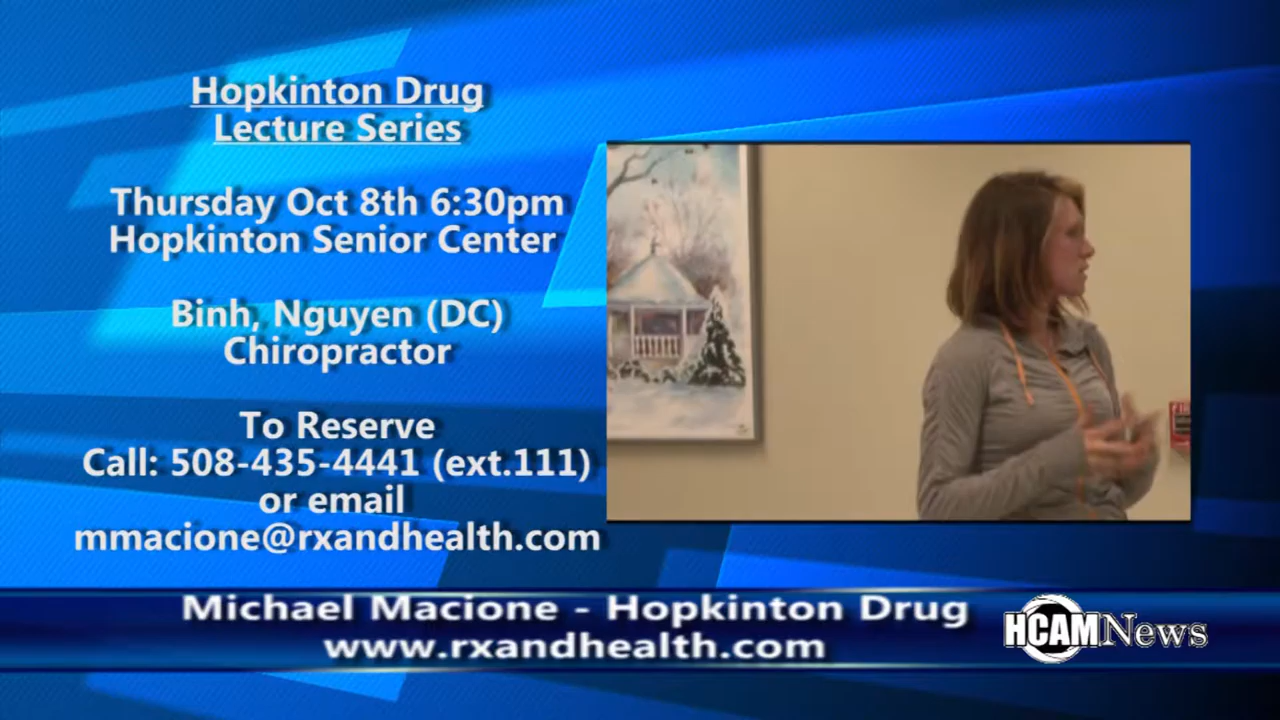 Hopkinton Drug
Lecture Series
Thursday Oct 8th 6:30pm
Hopkinton Senior Center
Binh, Nguyen (DC)
Chiropractor
To Reserve
Call: 508-435-4441 (ext.111)
or email
mmacione@rxandhealth.com
Michael Macione - Hopkinton Drug
www.rxandhealth.com
HCAMNews